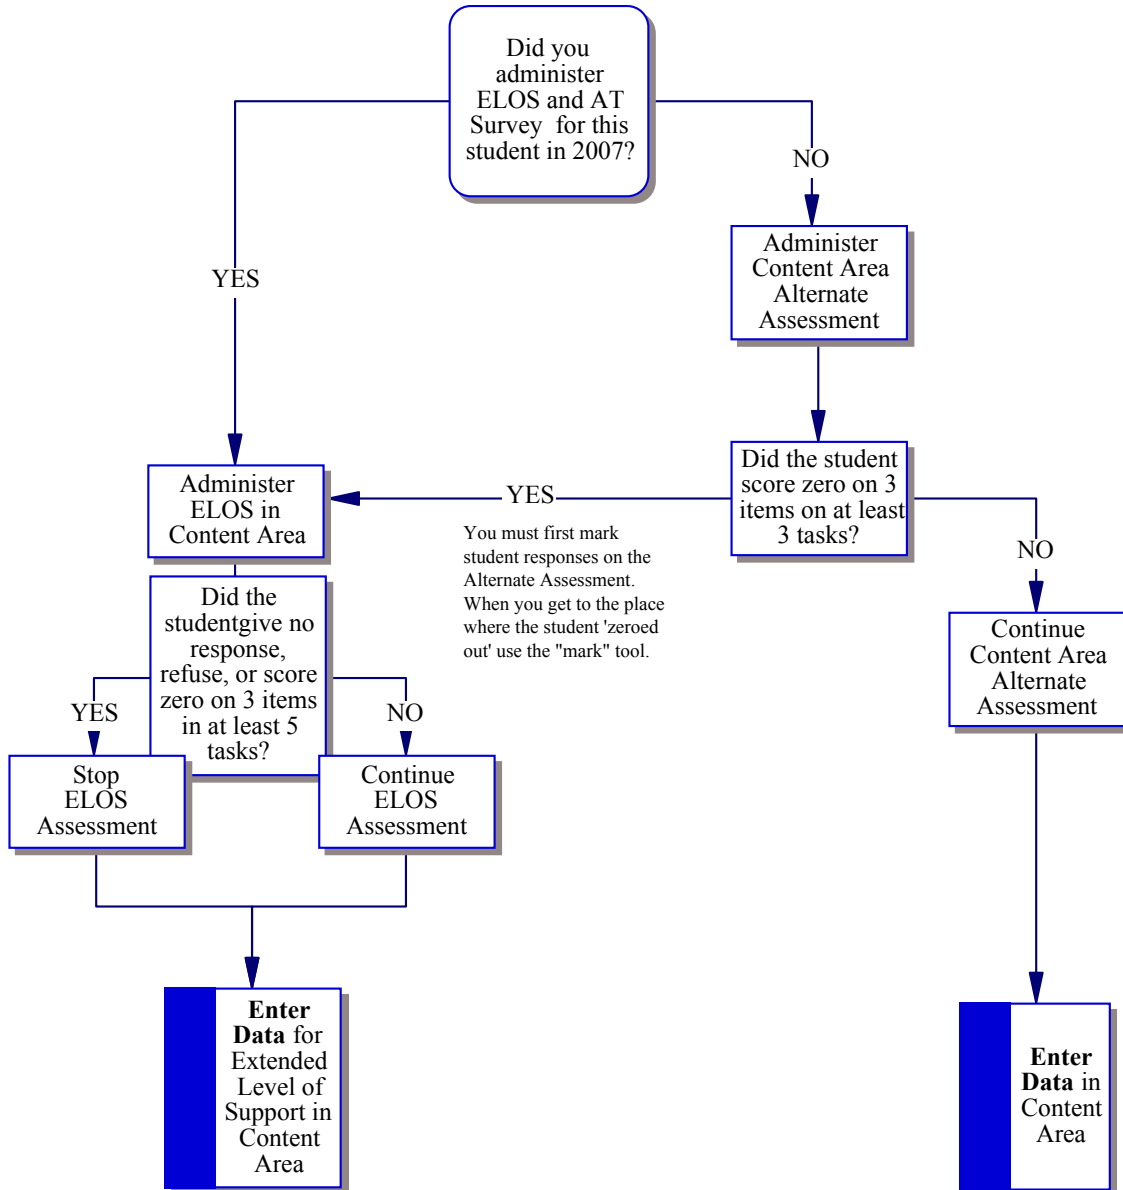 Did you
administer
ELOS and AT
Survey for this
student in 2007?
YES
NO
Administer
Content Area
Alternate
Assessment
Did the student
score zero on 3
items on at least
3 tasks?
YES
NO
You must first mark
student responses on the
Alternate Assessment.
When you get to the place
where the student 'zeroed
out' use the "mark" tool.
Administer
ELOS in
Content Area
Did the
studentgive no
response,
refuse, or score
zero on 3 items
in at least 5
tasks?
YES
NO
Stop
ELOS
Assessment
Continue
ELOS
Assessment
Continue
Content Area
Alternate
Assessment
Enter
Data for
Extended
Level of
Support in
Content
Area
Enter
Data in
Content
Area